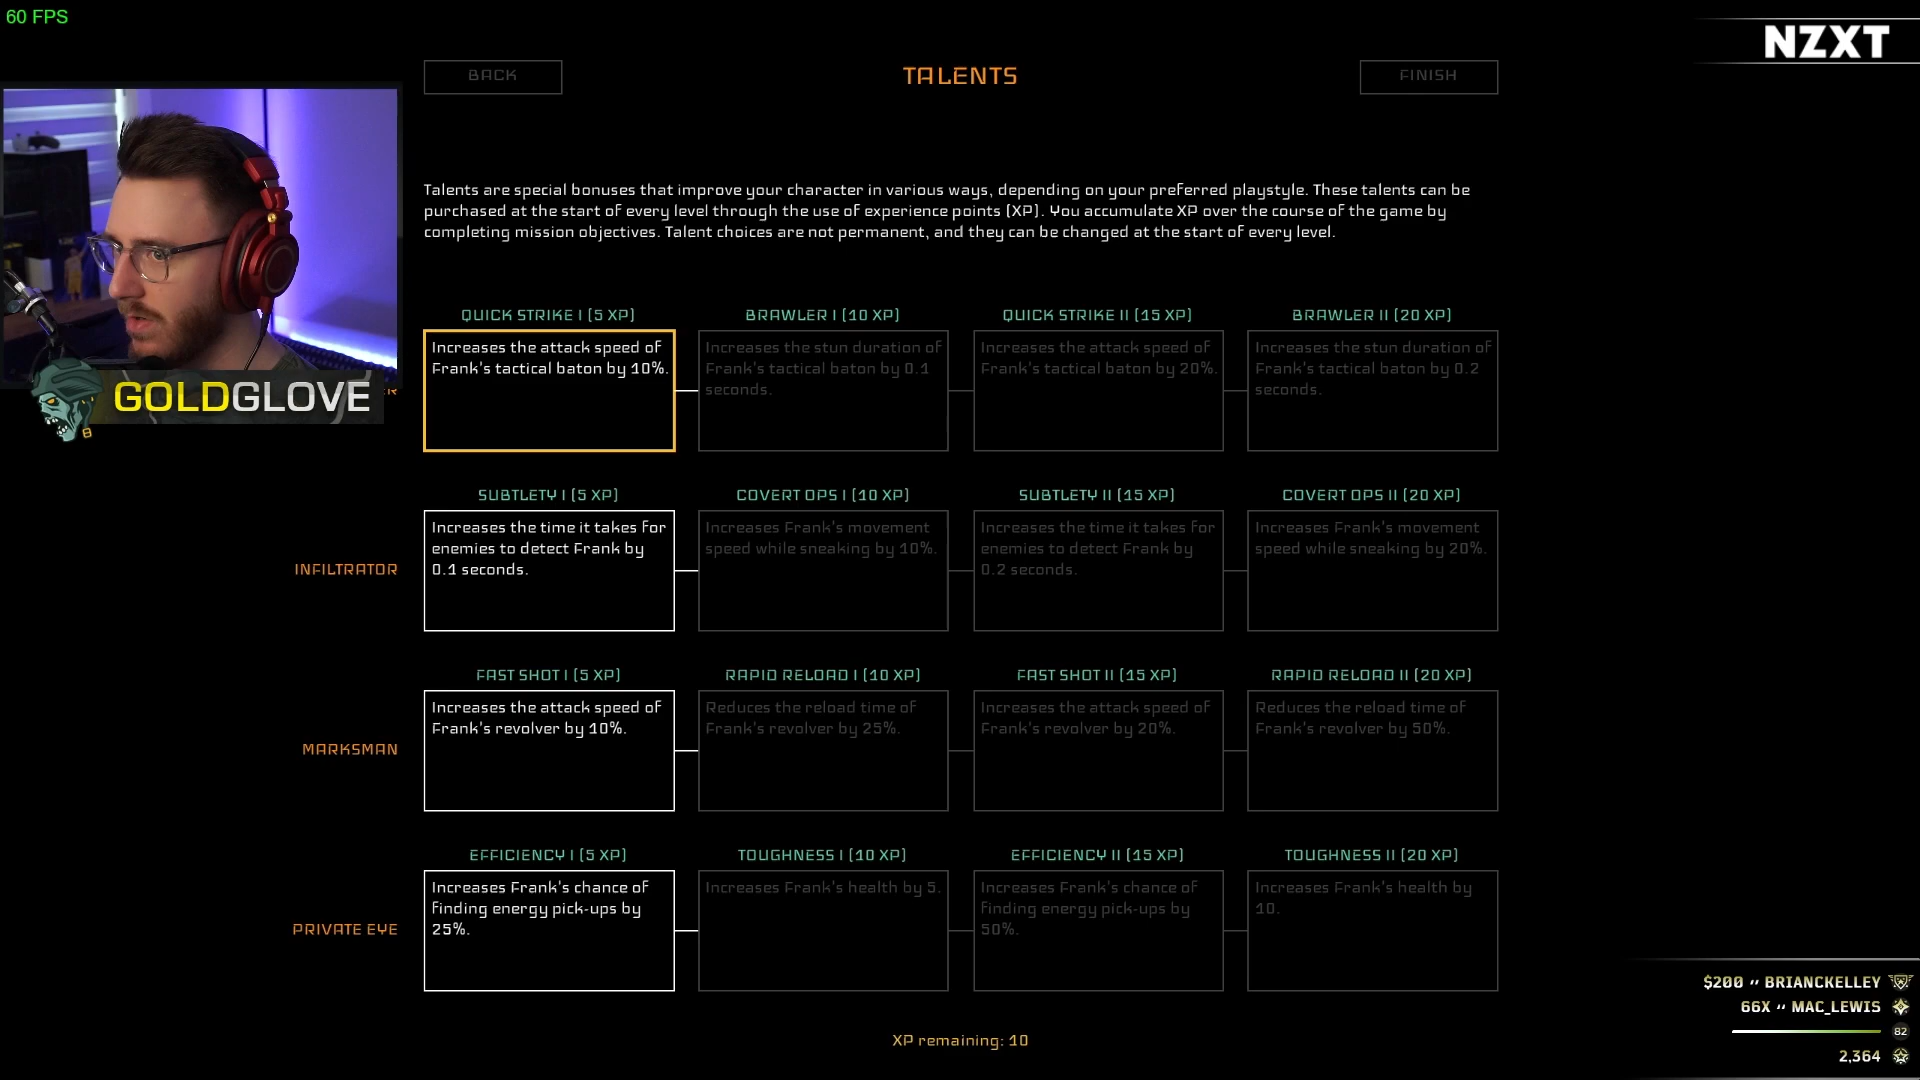 60 FPS
NZXT
BACK
TALENTS
FINISH
Talents are special bonuses that improve your character in various ways, depending on your preferred playstyle. These talents can be
purchased at the start of every level through the use of experience points [XP]. You accumulate XP over the course of the game by
completing mission objectives. Talent choices are not permanent, and they can be changed at the start of every level.
QUICK STRIKE I [5 XP]
BRAWLER I [10 XP]
QUICK STRIKE II [15 XP]
BRAWLER II [20 XP]
Increases the attack speed of
Frank's tactical baton by 10%.
Increases the stun duration of
Frank's tactical baton by 0.1
seconds.
Increases the attack speed of
Frank's tactical baton by 20%.
Increases the stun duration of
Frank's tactical baton by 0.2
seconds.
GOLDGLOVE
SUBTLETY I [5 XP]
COVERT OPS I [10 XP]
SUBTLETY II [15 XP]
COVERT OPS II [20 XP]
INFILTRATOR
Increases the time it takes for
enemies to detect Frank by
0.1 seconds.
Increases Frank's movement
speed while sneaking by 10%.
Increases the time it takes for
enemies to detect Frank by
0.2 seconds.
Increases Frank's movement
speed while sneaking by 20%.
FAST SHOT I [5 XP]
RAPID RELOAD I [10 XP]
FAST SHOT II [15 XP]
RAPID RELOAD II [20 XP]
MARKSMAN
Increases the attack speed of
Frank's revolver by 10%.
Reduces the reload time of
Frank's revolver by 25%.
Increases the attack speed of
Frank's revolver by 20%.
Reduces the reload time of
Frank's revolver by 50%.
EFFICIENCY I [5 XP]
TOUGHNESS I [10 XP]
EFFICIENCY II [15 XP]
TOUGHNESS II [20 XP]
PRIVATE EYE
Increases Frank's chance of
finding energy pick-ups by
25%.
Increases Frank's health by 5.
Increases Frank's chance of
finding energy pick-ups by
50%.
Increases Frank's health by
10.
XP remaining: 10
$200 ~ BRIANCKELLEY
66X ~ MAC_LEWIS
82
2,364